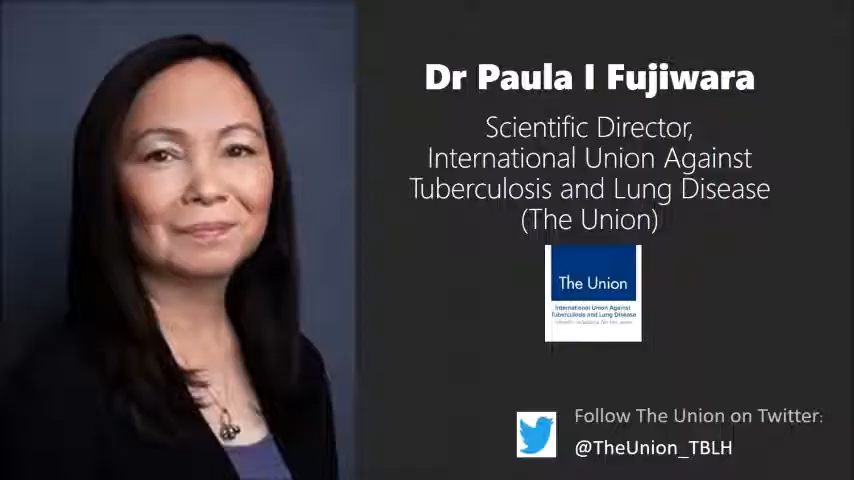 Dr Paula I Fujiwara
Scientific Director,
International Union Against
Tuberculosis and Lung Disease
(The Union)
The Union
International Union Against
Tuberculosis and Lung Disease
Follow The Union on Twitter:
@TheUnion_TBLH